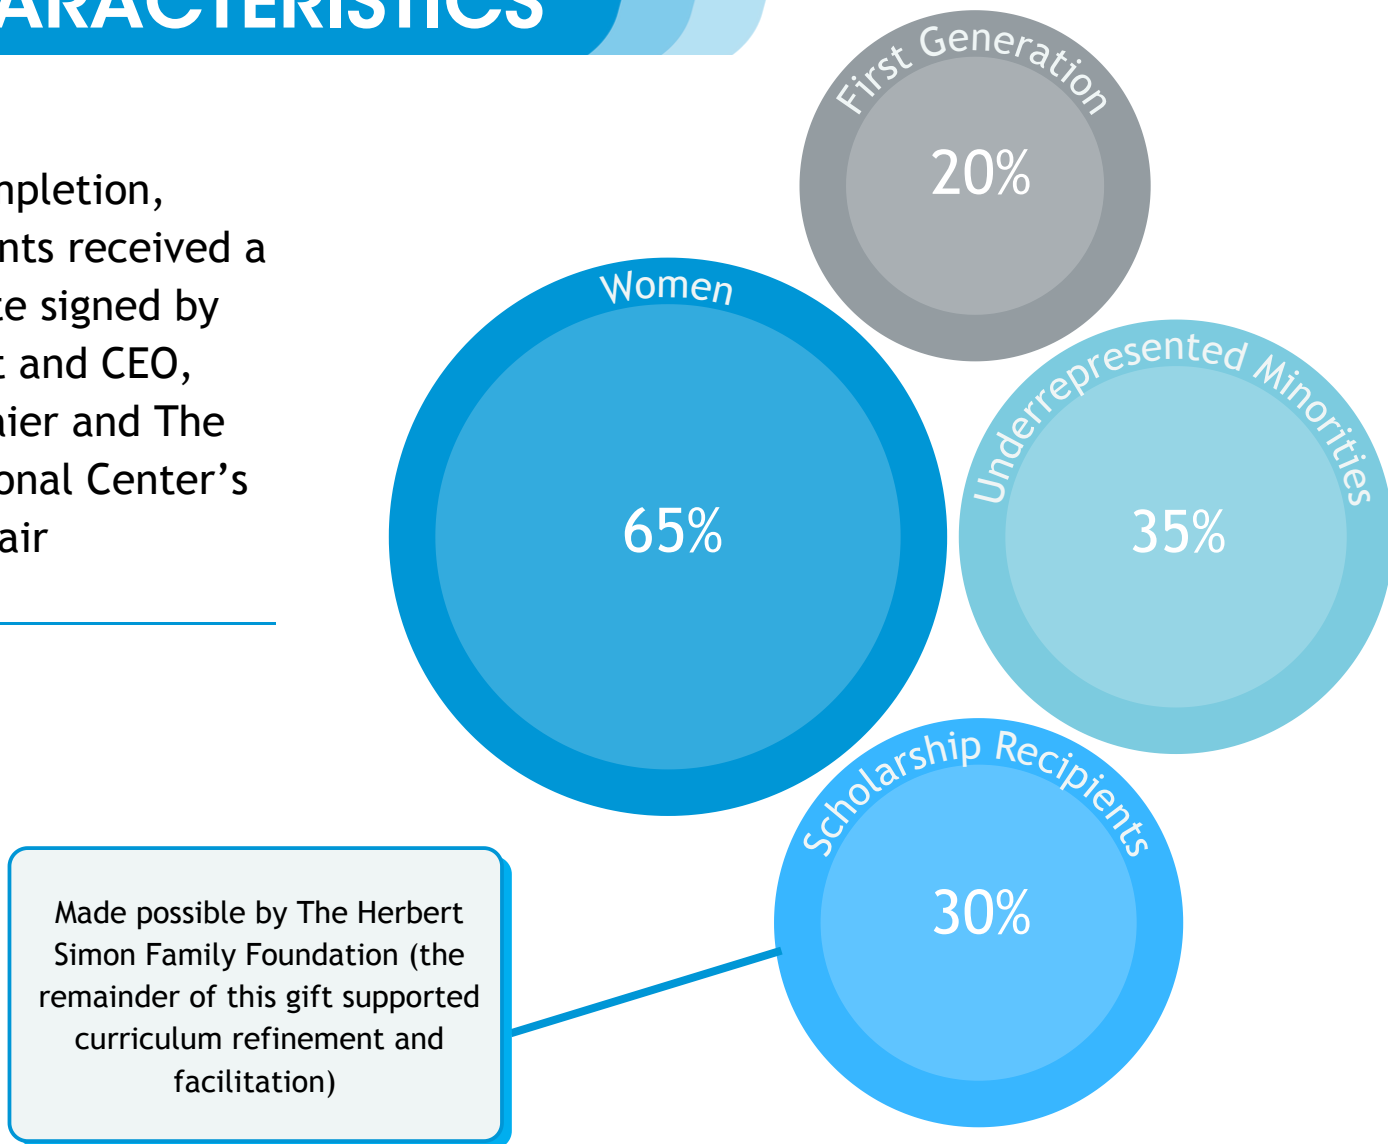 ARACTERISTICS
First Generation
20%
mpletion,
nts received a
te signed by
t and CEO,
aier and The
onal Center’s
air
Women
65%
Underrepresented Minorities
35%
Scholarship Recipients
30%
Made possible by The Herbert
Simon Family Foundation (the
remainder of this gift supported
curriculum refinement and
facilitation)